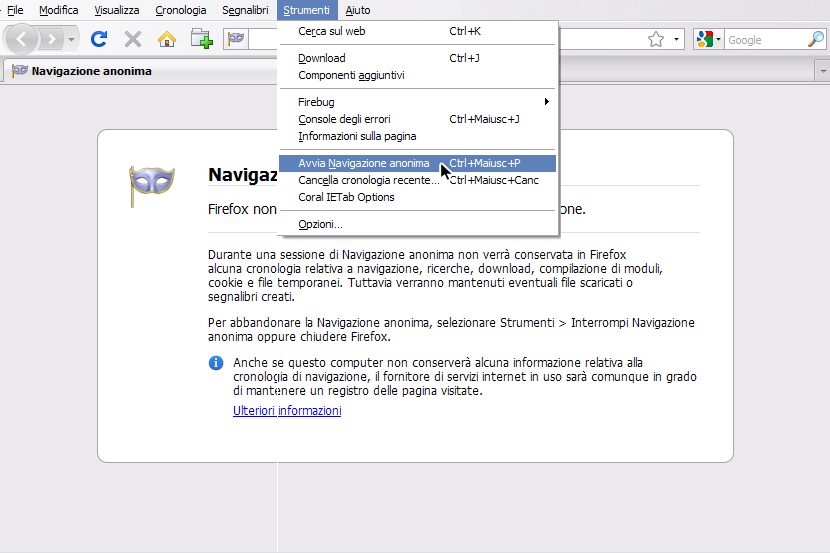 File Modifica Visualizza Cronologia Segnalibri Strumenti Aiuto
Google
Navigazione anonima
Cerca sul web Ctrl+K
Download Ctrl+J
Componenti aggiuntivi
Firebug
Console degli errori Ctrl+Maiusc+J
Informazioni sulla pagina
Avvia Navigazione anonima Ctrl+Maiusc+P
Cancella cronologia recente... Ctrl+Maiusc+Canc
Coral IETab Options
Opzioni...
Navigaz
Firefox non one.
Durante una sessione di Navigazione anonima non verrà conservata in Firefox
alcuna cronologia relativa a navigazione, ricerche, download, compilazione di moduli,
cookie e file temporanei. Tuttavia verranno mantenuti eventuali file scaricati o
segnalibri creati.
Per abbandonare la Navigazione anonima, selezionare Strumenti > Interrompi Navigazione
anonima oppure chiudere Firefox.
Anche se questo computer non conserverà alcuna informazione relativa alla
cronologia di navigazione, il fornitore di servizi internet in uso sarà comunque in grado
di mantenere un registro delle pagina visitate.
Ulteriori informazioni